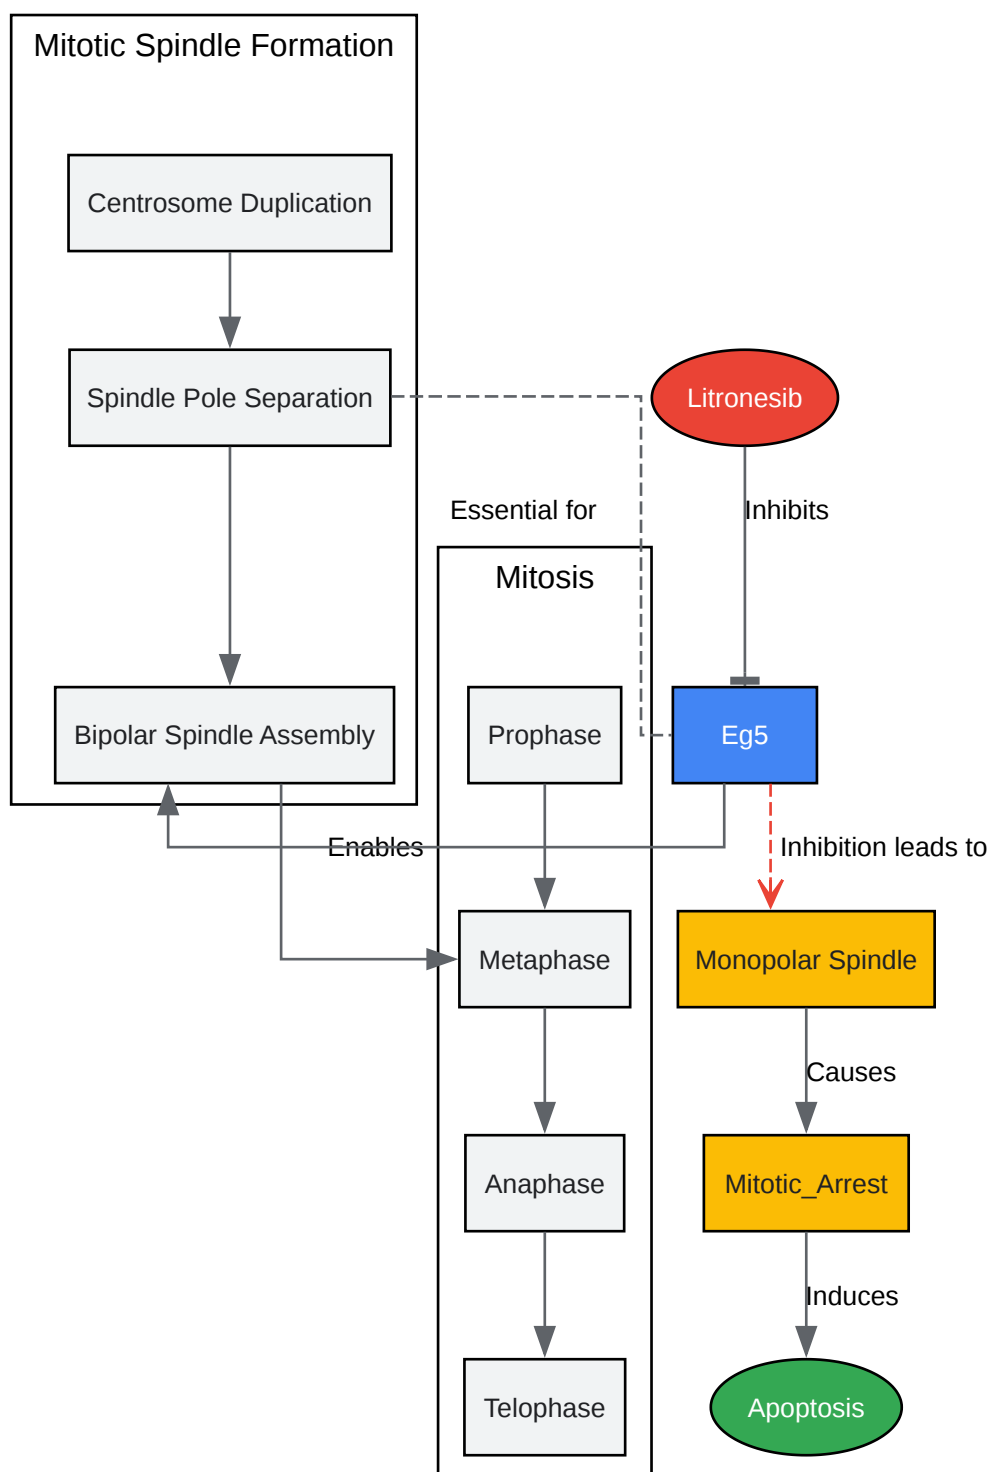 Mitotic Spindle Formation
Centrosome Duplication
Spindle Pole Separation
Litronesib
Essential for
Inhibits
Mitosis
Bipolar Spindle Assembly
Prophase
Eg5
Enables
Inhibition leads to
Metaphase
Monopolar Spindle
Causes
Anaphase
Mitotic_Arrest
Induces
Telophase
Apoptosis